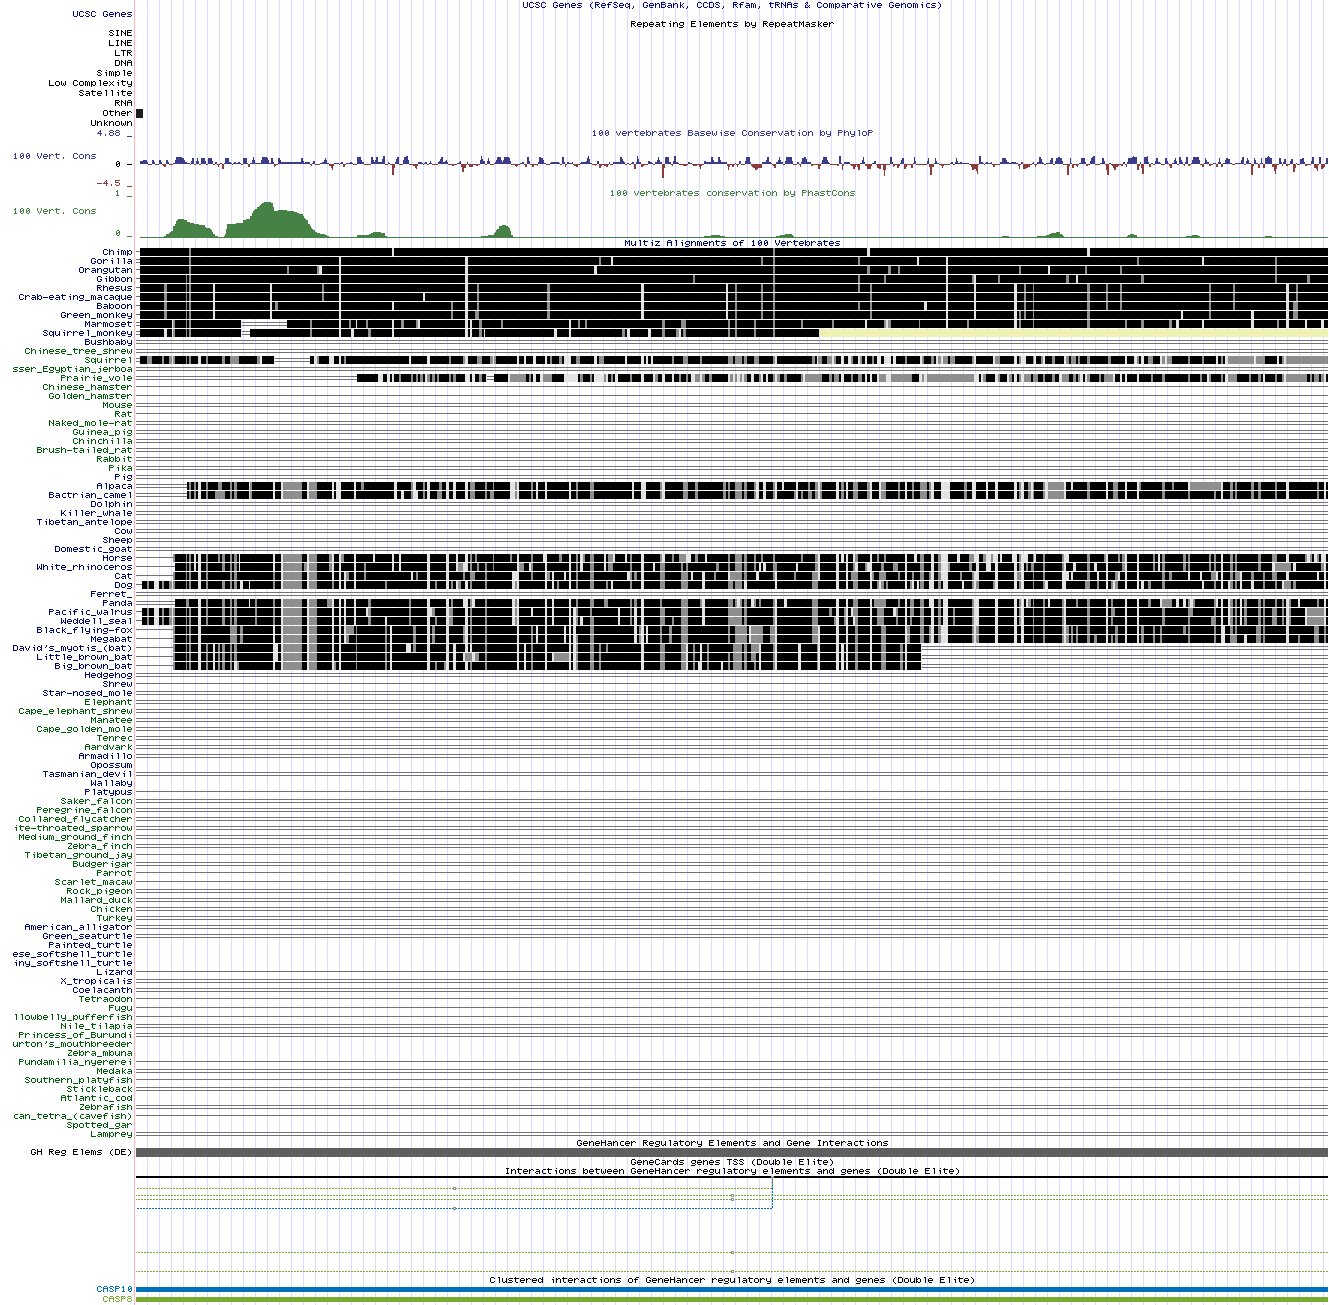 UCSC Genes (RefSeq, GenBank, CCDS, Rfam, tRNAs & Comparative Genomics)
UCSC Genes
Repeating Elements by RepeatMasker
SINE
LINE
LTR
DNA
Simple
Low Complexity
Satellite
RNA
Other
Unknown
4.88 _
100 vertebrates Basewise Conservation by PhyloP
100 Vert. Cons
0 _
-4.5 _
100 vertebrates conservation by PhastCons
1 _
100 Vert. Cons
0 _
Multiz Alignments of 100 Vertebrates
Chimp
Gorilla
Orangutan
Gibbon
Rhesus
Crab-eating_macaque
Baboon
Green_monkey
Marmoset
Squirrel_monkey
Bushbaby
Chinese_tree_shrew
Squirrel
sser_Egyptian_jerboa
Prairie_vole
Chinese_hamster
Golden_hamster
Mouse
Rat
Naked_mole-rat
Guinea_pig
Chinchilla
Brush-tailed_rat
Rabbit
Pika
Pig
Alpaca
Bactrian_camel
Dolphin
Killer_whale
Tibetan_antelope
Cow
Sheep
Domestic_goat
Horse
White_rhinoceros
Cat
Dog
Ferret_
Panda
Pacific_walrus
Weddell_seal
Black_flying-fox
Megabat
David's_myotis_(bat)
Little_brown_bat
Big_brown_bat
Hedgehog
Shrew
Star-nosed_mole
Elephant
Cape_elephant_shrew
Manatee
Cape_golden_mole
Tenrec
Aardvark
Armadillo
Opossum
Tasmanian_devil
Wallaby
Platypus
Saker_falcon
Peregrine_falcon
Collared_flycatcher
ite-throated_sparrow
Medium_ground_finch
Zebra_finch
Tibetan_ground_jay
Budgerigar
Parrot
Scarlet_macaw
Rock_pigeon
Mallard_duck
Chicken
Turkey
American_alligator
Green_seaturtle
Painted_turtle
ese_softshell_turtle
iny_softshell_turtle
Lizard
X_tropicalis
Coelacanth
Tetraodon
Fugu
llowbelly_pufferfish
Nile_tilapia
Princess_of_Burundi
urton's_mouthbreeder
Zebra_mbuna
Pundamilia_nyererei
Medaka
Southern_platyfish
Stickleback
Atlantic_cod
Zebrafish
can_tetra_(cavefish)
Spotted_gar
Lamprey
GeneHancer Regulatory Elements and Gene Interactions
GH Reg Elems (DE)
GeneCards genes TSS (Double Elite)
Interactions between GeneHancer regulatory elements and genes (Double Elite)
Clustered interactions of GeneHancer regulatory elements and genes (Double Elite)
CASP10
CASP8